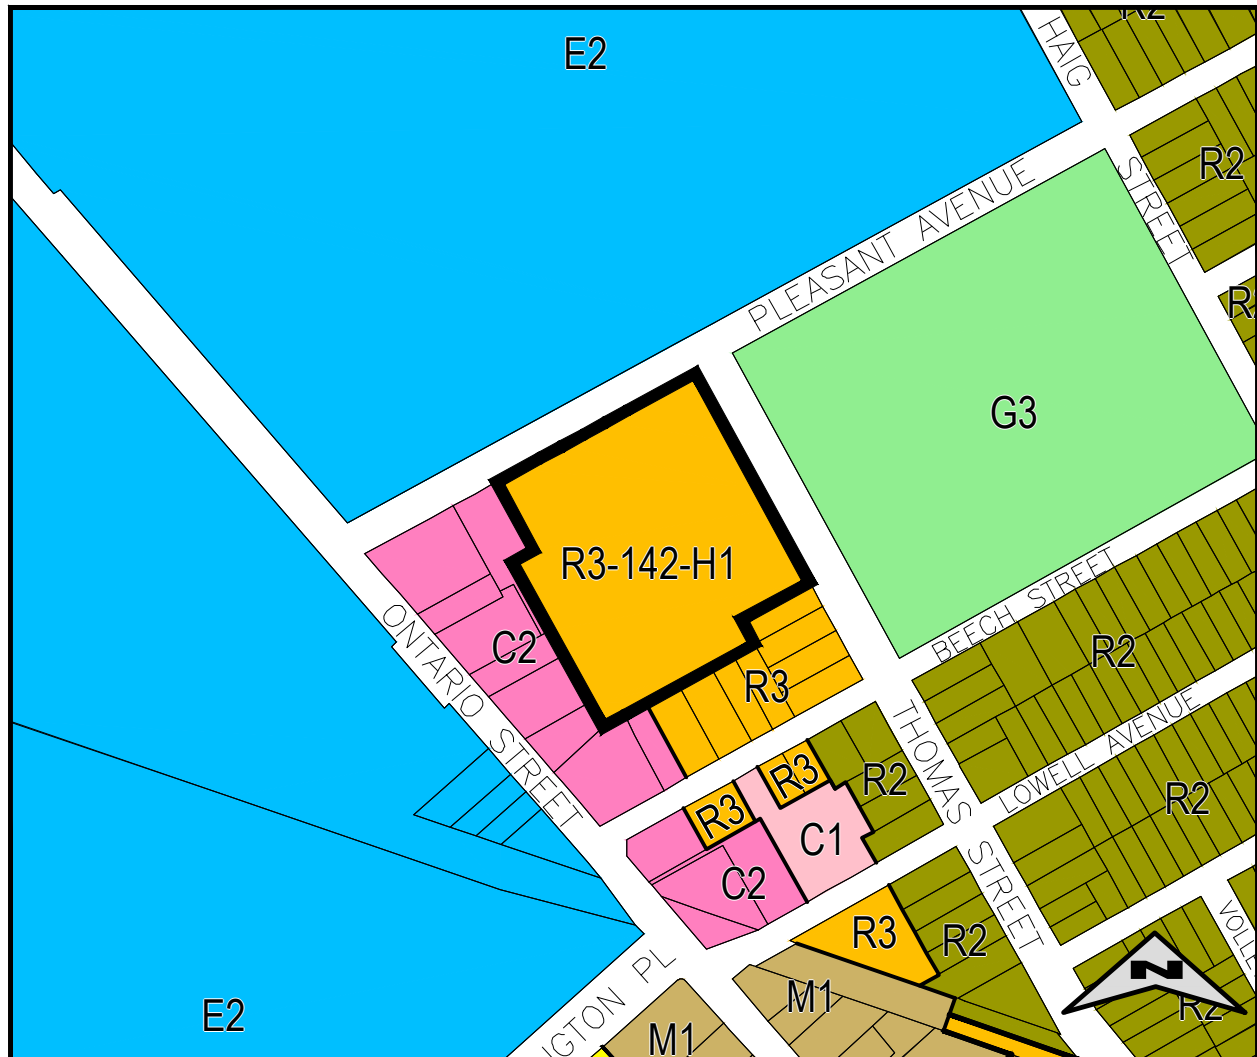 R2
E2
HAIG
R2
PLEASANT AVENUE
STREET
G3
R3-142-H1
BEECH STREET
ONTARIO STREET
C2
R2
R3
THOMAS STREET
LOWELL AVENUE
R3
R2
R2
R3
C1
C2
R3
R2
M1
N
R2
E2
M1